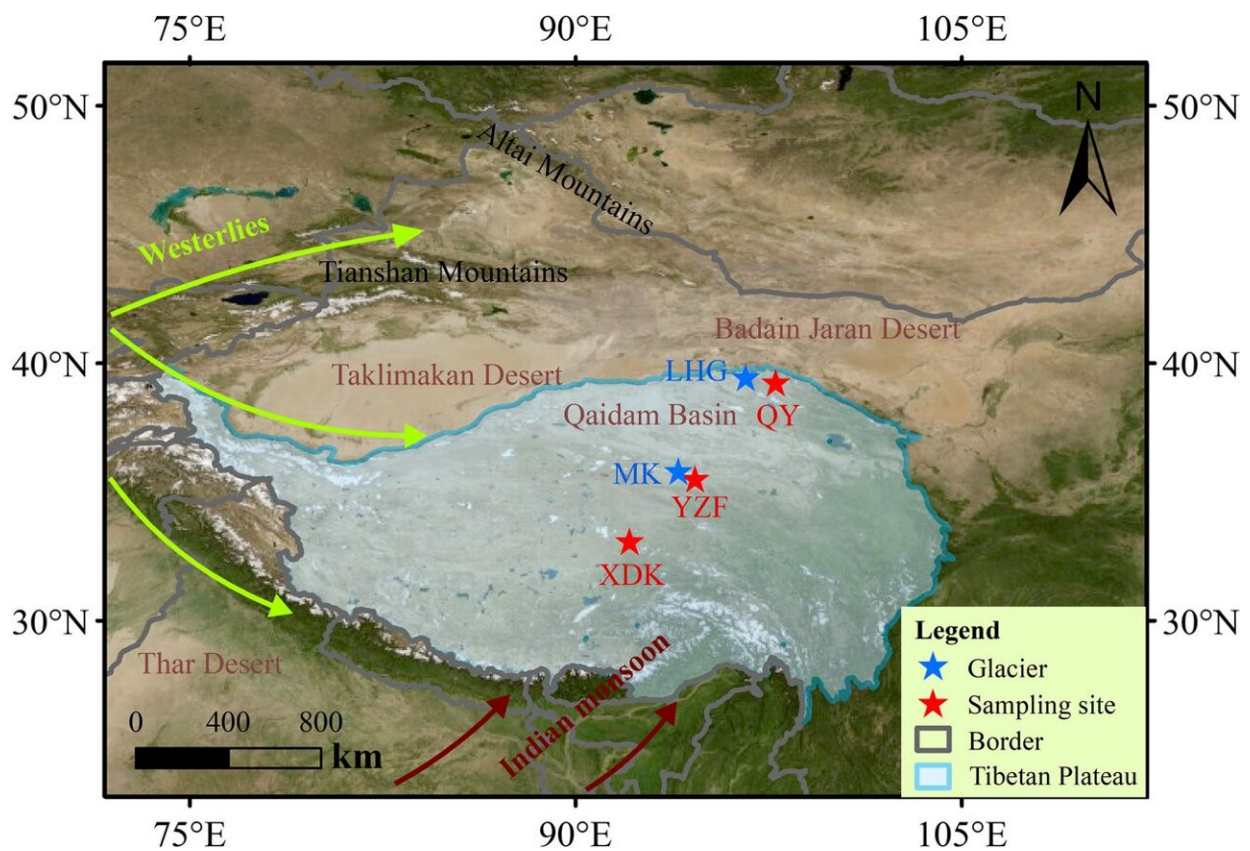 75°E 90°E 105°E
50°N 50°N
N
Altai Mountains
Westerlies
Tianshan Mountains
Badain Jaran Desert
40°N 40°N
LHG
Taklimakan Desert
Qaidam Basin QY
MK
YZF
XDK
30°N 30°N
Thar Desert
Indian monsoon
0 400 800
km
Legend
Glacier
Sampling site
Border
Tibetan Plateau
75°E 90°E 105°E